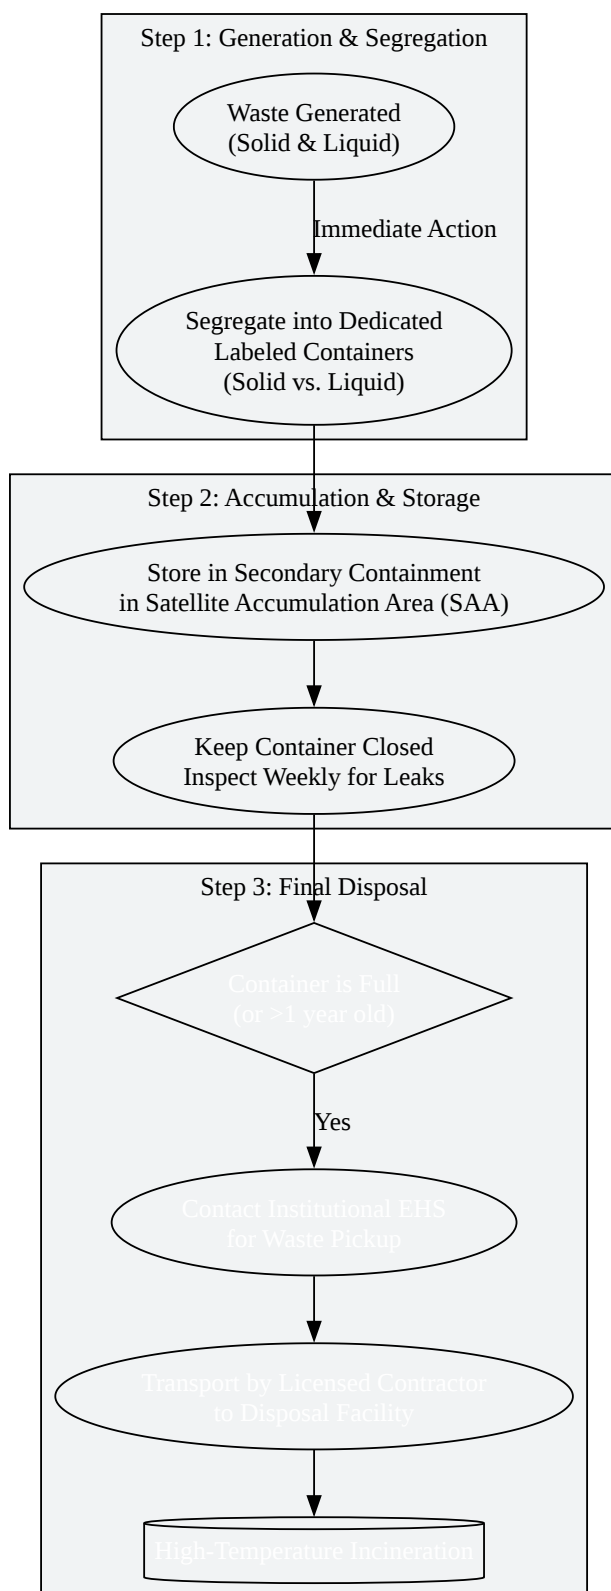 Step 1: Generation & Segregation
Waste Generated
(Solid & Liquid)
Immediate Action
Segregate into Dedicated
Labeled Containers
(Solid vs. Liquid)
Step 2: Accumulation & Storage
Store in Secondary Containment
in Satellite Accumulation Area (SAA)
Keep Container Closed
Inspect Weekly for Leaks
Step 3: Final Disposal
Container is Full
(or >1 year old)
Yes
Contact Institutional EHS
for Waste Pickup
Transport by Licensed Contractor
to Disposal Facility
High-Temperature Incineration